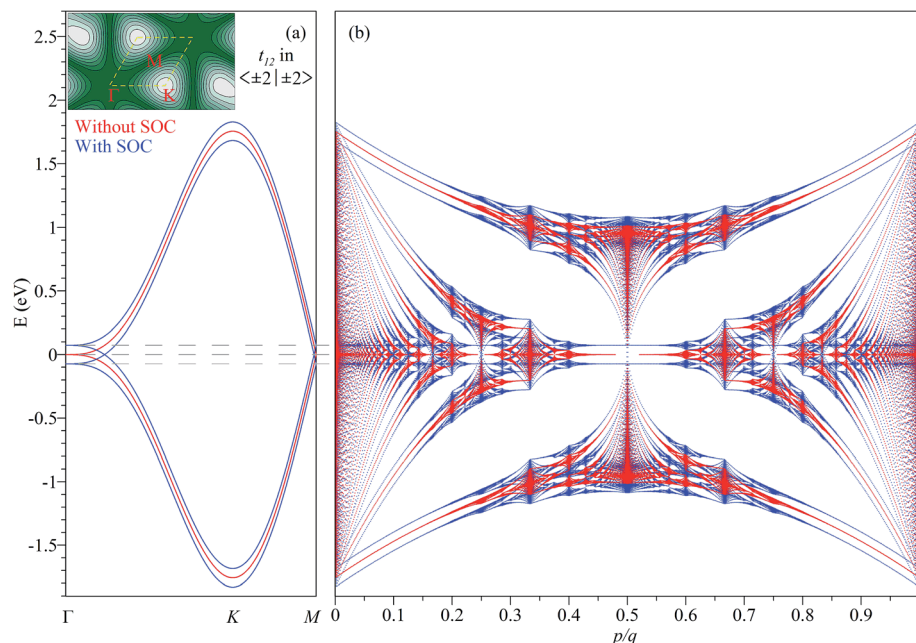 (a)
(b)
t12 in
<±2|±2>
M
Γ
K
Without SOC
With SOC
E (eV)
2.5
2
1.5
1
0.5
0
-0.5
-1
-1.5
Γ K M
0 0.1 0.2 0.3 0.4 0.5 0.6 0.7 0.8 0.9
p/q